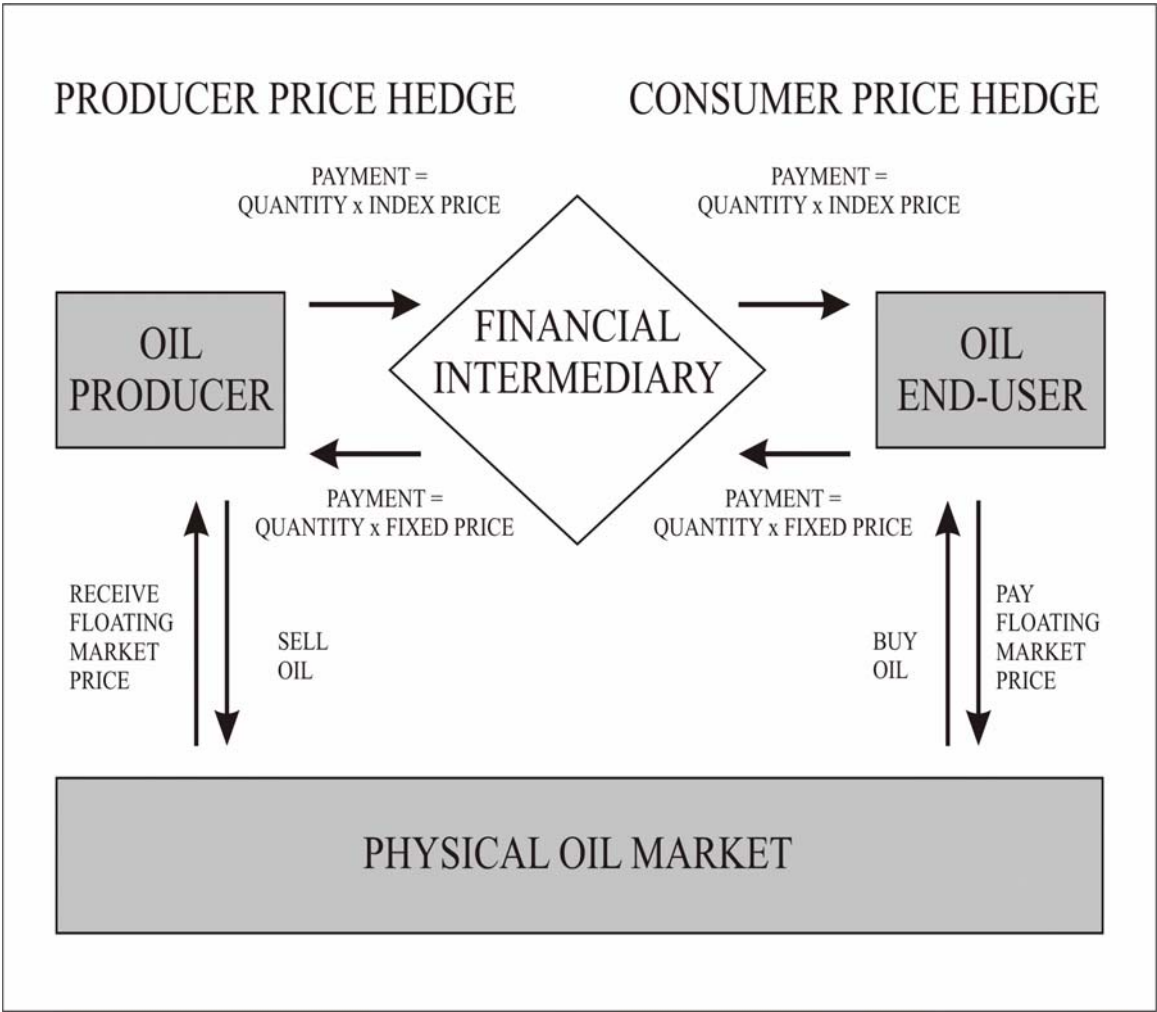 PRODUCER PRICE HEDGE
CONSUMER PRICE HEDGE
PAYMENT =
QUANTITY x INDEX PRICE
PAYMENT =
QUANTITY x INDEX PRICE
OIL
PRODUCER
FINANCIAL
INTERMEDIARY
OIL
END-USER
PAYMENT =
QUANTITY x FIXED PRICE
PAYMENT =
QUANTITY x FIXED PRICE
RECEIVE
FLOATING
MARKET
PRICE
SELL
OIL
BUY
OIL
PAY
FLOATING
MARKET
PRICE
PHYSICAL OIL MARKET